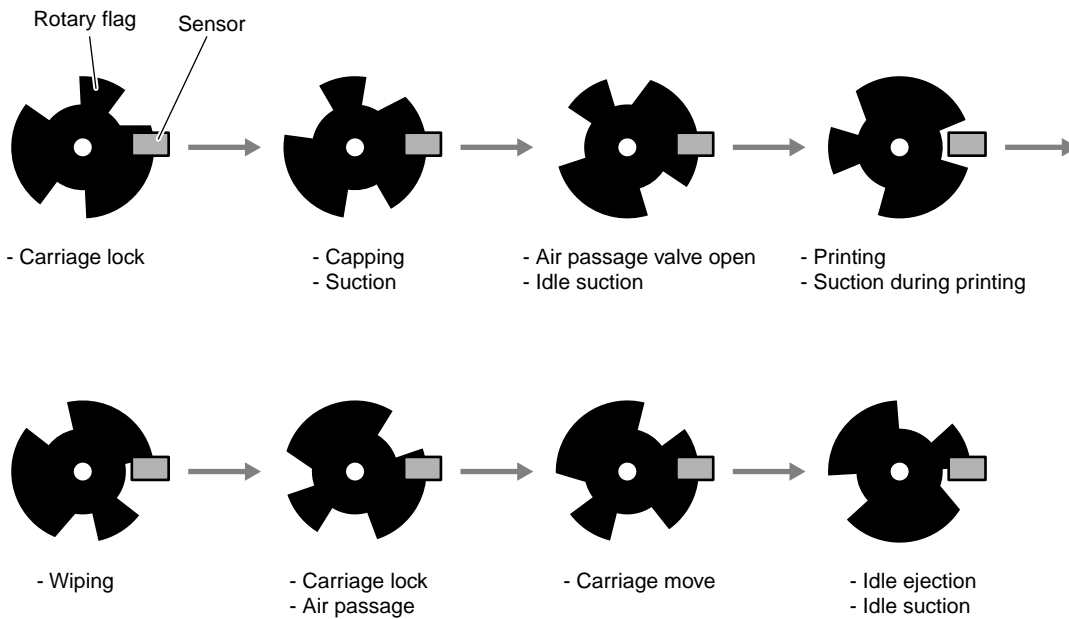 Rotary flag
Sensor
- Carriage lock
- Capping
- Suction
- Air passage valve open
- Idle suction
- Printing
- Suction during printing
- Wiping
- Carriage lock
- Air passage
- Carriage move
- Idle ejection
- Idle suction